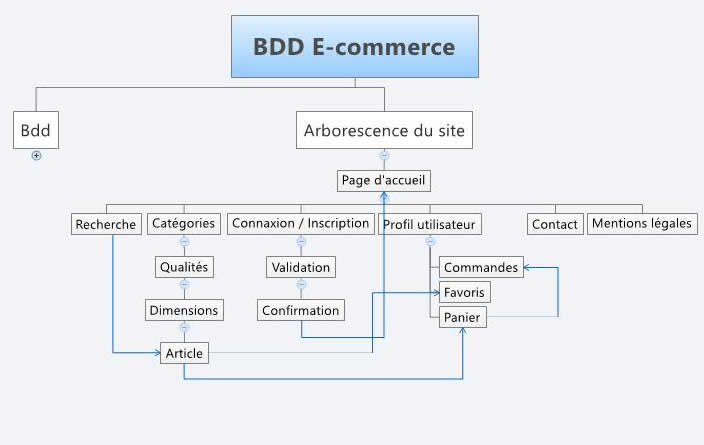 BDD E-commerce
Bdd
Arborescence du site
Page d'accueil
Recherche
Catégories
Connaxion / Inscription
Profil utilisateur
Contact
Mentions légales
Qualités
Validation
Commandes
Favoris
Dimensions
Confirmation
Panier
Article